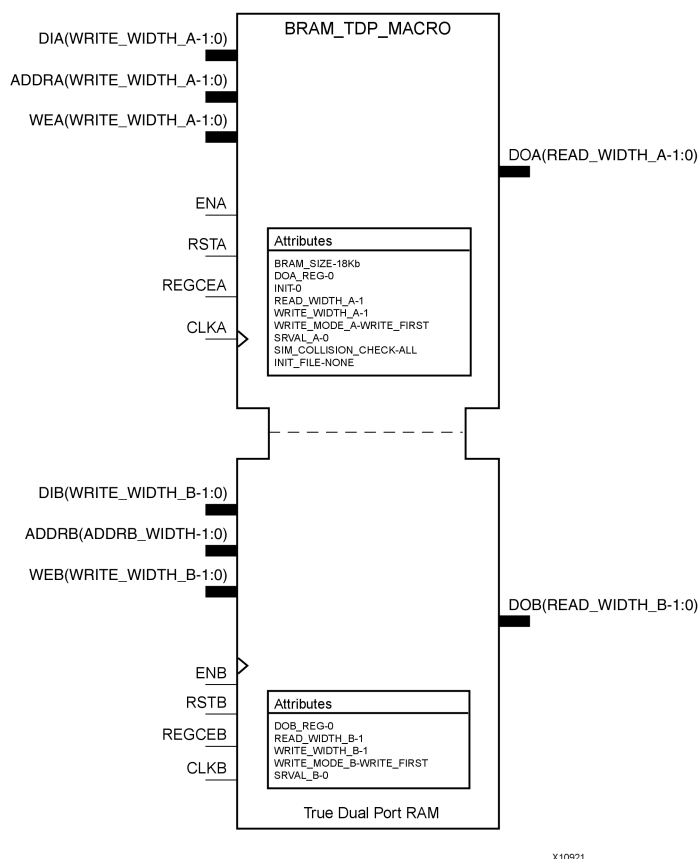 BRAM_TDP_MACRO
DIA(WRITE_WIDTH_A-1:0)
ADDRA(WRITE_WIDTH_A-1:0)
WEA(WRITE_WIDTH_A-1:0)
DOA(READ_WIDTH_A-1:0)
ENA
RSTA
REGCEA
CLKA
Attributes
BRAM_SIZE-18Kb
DOA_REG-0
INIT-0
READ_WIDTH_A-1
WRITE_WIDTH_A-1
WRITE_MODE_A-WRITE_FIRST
SRVAL_A-0
SIM_COLLISION_CHECK-ALL
INIT_FILE-NONE
DIB(WRITE_WIDTH_B-1:0)
ADDRB(ADDRB_WIDTH-1:0)
WEB(WRITE_WIDTH_B-1:0)
DOB(READ_WIDTH_B-1:0)
ENB
RSTB
REGCEB
CLKB
Attributes
DOB_REG-0
READ_WIDTH_B-1
WRITE_WIDTH_B-1
WRITE_MODE_B-WRITE_FIRST
SRVAL_B-0
True Dual Port RAM
X10921